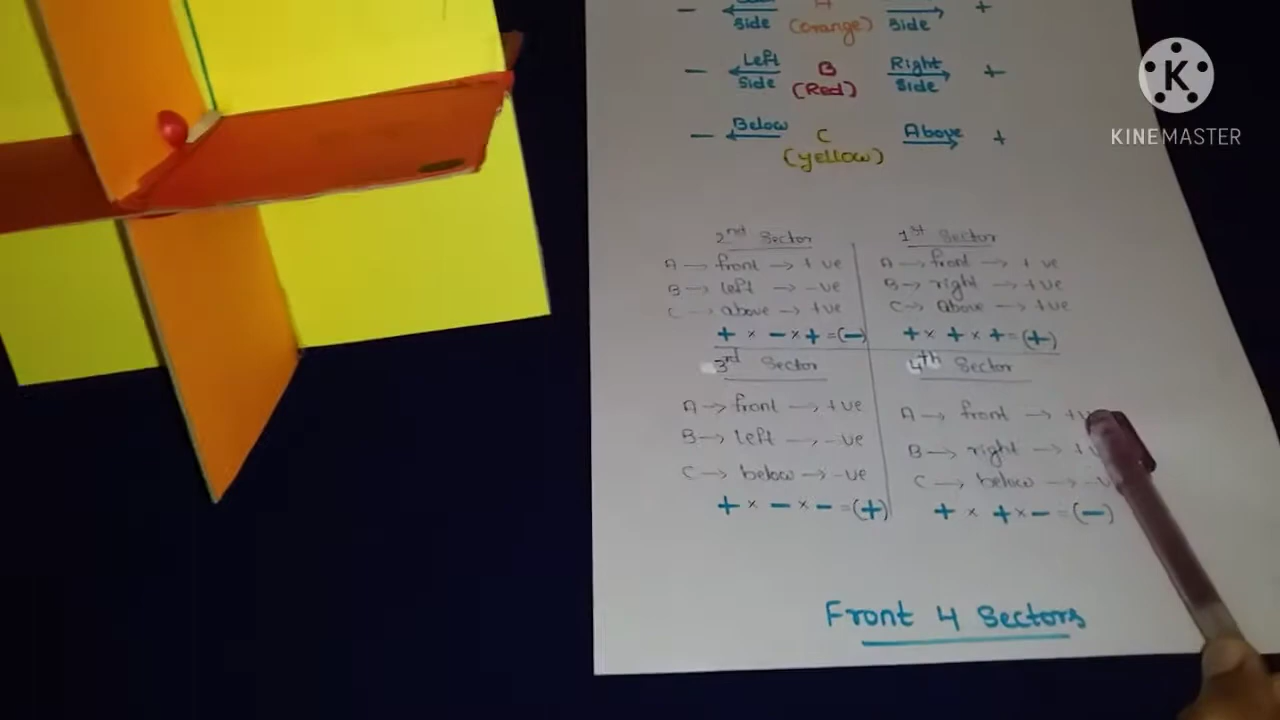 - A +
Side (Orange) Side
- Left B Right +
Side (Red) Side
- Below C Above +
(yellow)
2nd Sector
A → front → +ve
B → left → -ve
C → above → +ve
+ × - × + = (-)
1st Sector
A → front → +ve
B → right → +ve
C → above → +ve
+ × + × + = (+)
3rd Sector
A → front → +ve
B → left → -ve
C → below → -ve
+ × - × - = (+)
4th Sector
A → front → +v
B → right → +v
C → below → -v
+ × + × - = (-)
Front 4 Sectors
K
KINEMASTER